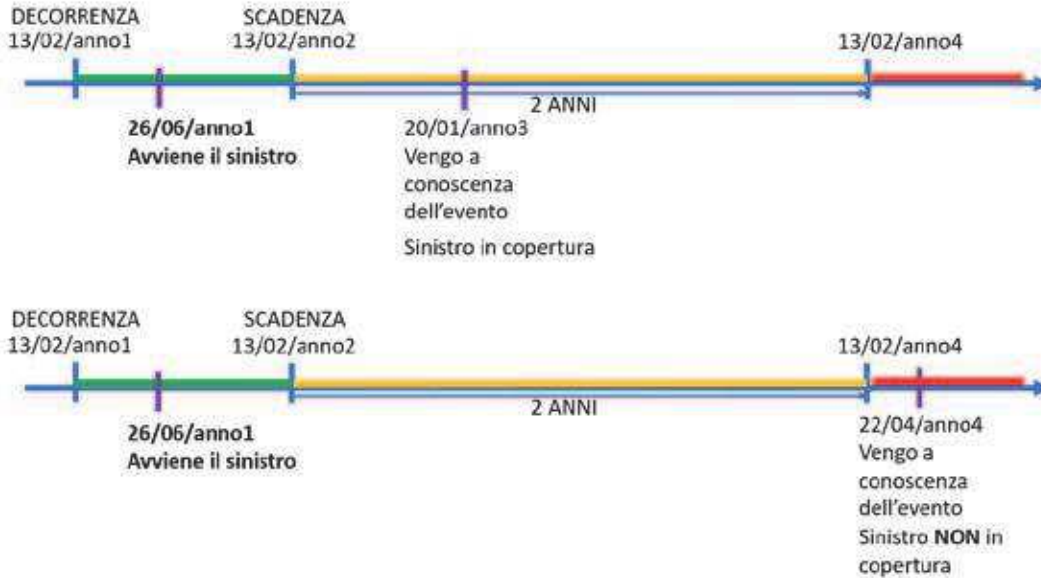 DECORRENZA
13/02/anno1
SCADENZA
13/02/anno2
13/02/anno4
2 ANNI
26/06/anno1
Avviene il sinistro
20/01/anno3
Vengo a
conoscenza
dell'evento
Sinistro in copertura
DECORRENZA
13/02/anno1
SCADENZA
13/02/anno2
13/02/anno4
2 ANNI
26/06/anno1
Avviene il sinistro
22/04/anno4
Vengo a
conoscenza
dell'evento
Sinistro NON in
copertura